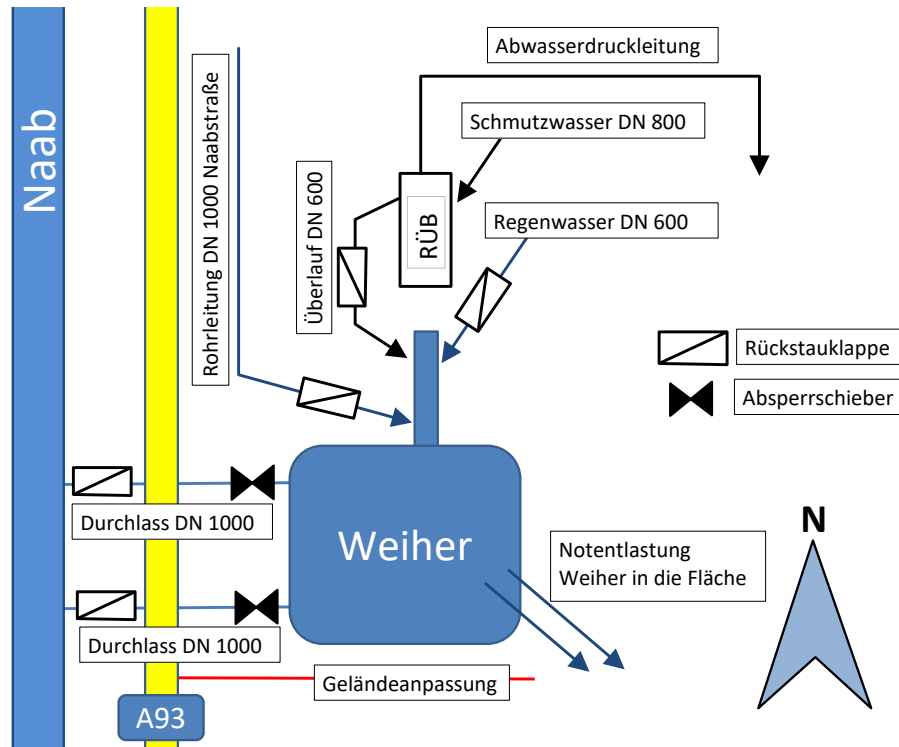 Abwasserdruckleitung
Naab
Rohrleitung DN 1000 Naabstraße
Schmutzwasser DN 800
Überlauf DN 600
RÜB
Regenwasser DN 600
Rückstauklappe
Absperrschieber
Durchlass DN 1000
Weiher
N
Notentlastung
Weiher in die Fläche
Durchlass DN 1000
Geländeanpassung
A93